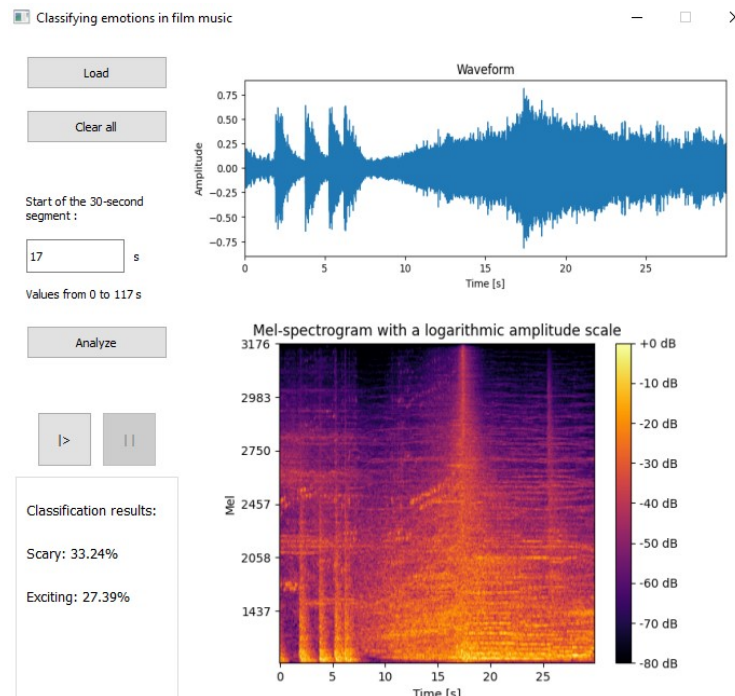 Classifying emotions in film music
Load
Clear all
Start of the 30-second
segment :
17 s
Values from 0 to 117 s
Analyze
|>
||
Classification results:
Scary: 33.24%
Exciting: 27.39%
Waveform
Amplitude
0.75
0.50
0.25
0.00
−0.25
−0.50
−0.75
0 5 10 15 20 25
Time [s]
Mel-spectrogram with a logarithmic amplitude scale
Mel
3176
2983
2750
2457
2058
1437
0 5 10 15 20 25
Time [s]
+0 dB
-10 dB
-20 dB
-30 dB
-40 dB
-50 dB
-60 dB
-70 dB
-80 dB